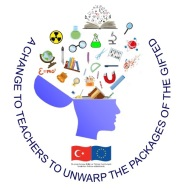 A CHANGE TO TEACHERS TO UNWARP THE PACKAGES OF THE GIFTED